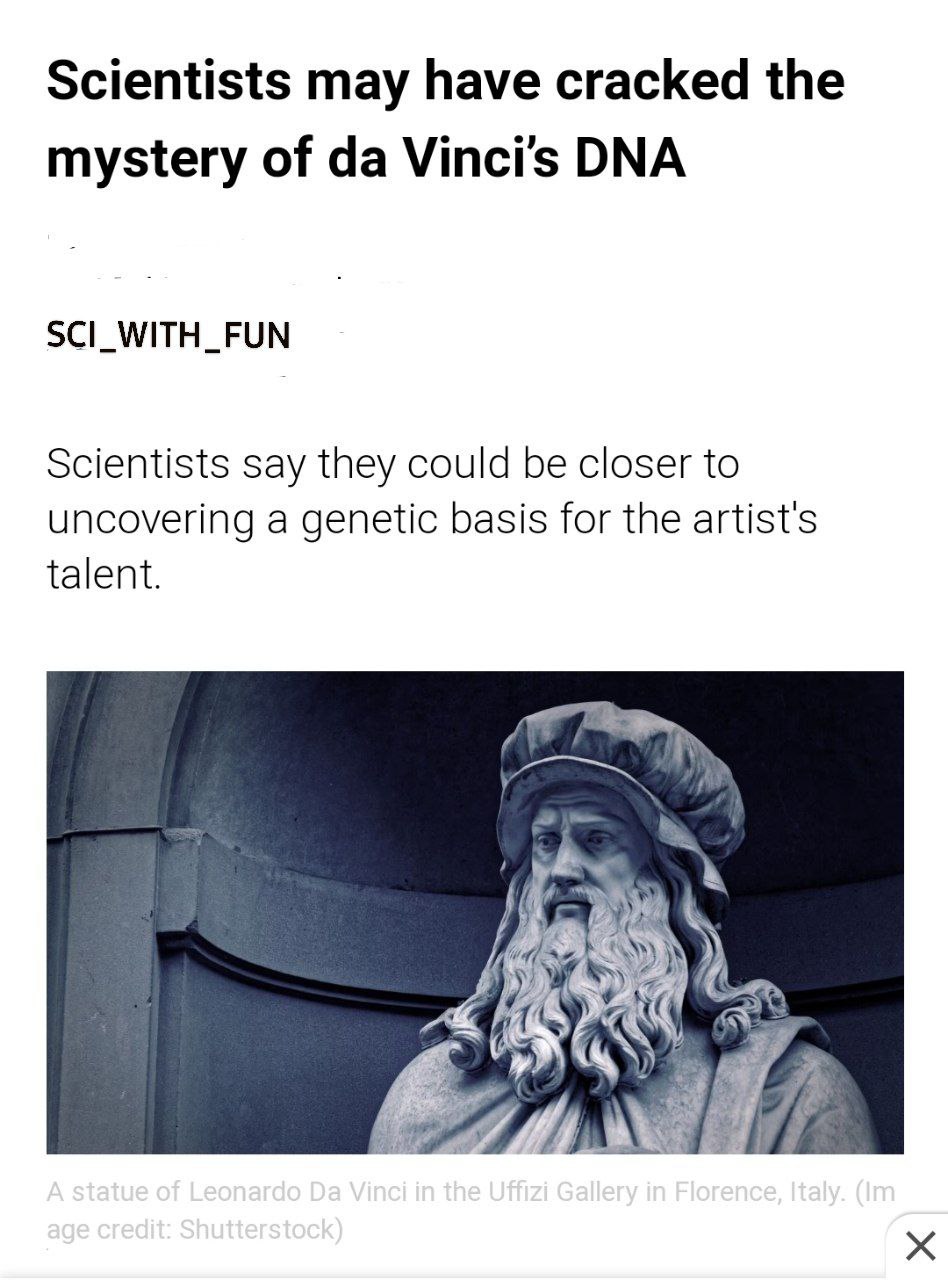 Scientists may have cracked the
mystery of da Vinci’s DNA
SCI_WITH_FUN
Scientists say they could be closer to
uncovering a genetic basis for the artist's
talent.
A statue of Leonardo Da Vinci in the Uffizi Gallery in Florence, Italy. (Im
age credit: Shutterstock)